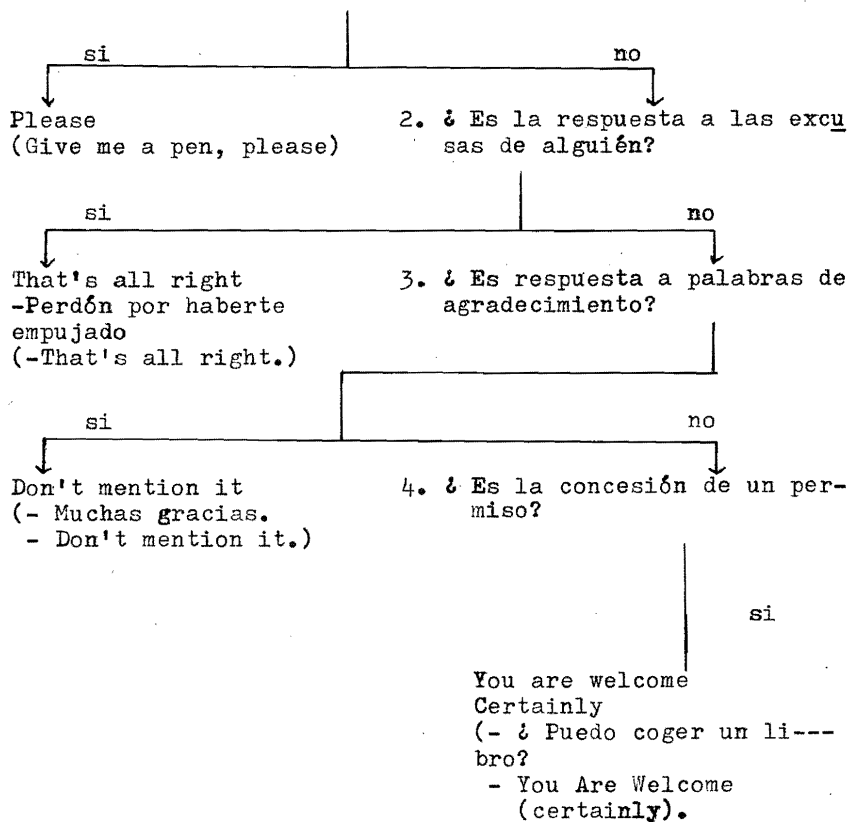 si no
Please
(Give me a pen, please)
2. ¿ Es la respuesta a las excu
sas de alguién?
si no
That's all right
-Perdón por haberte
empujado
(-That's all right.)
3. ¿ Es respuesta a palabras de
agradecimiento?
si no
Don't mention it
(- Muchas gracias.
- Don't mention it.)
4. ¿ Es la concesión de un per-
miso?
si
You are welcome
Certainly
(- ¿ Puedo coger un li---
bro?
- You Are Welcome
(certainly).